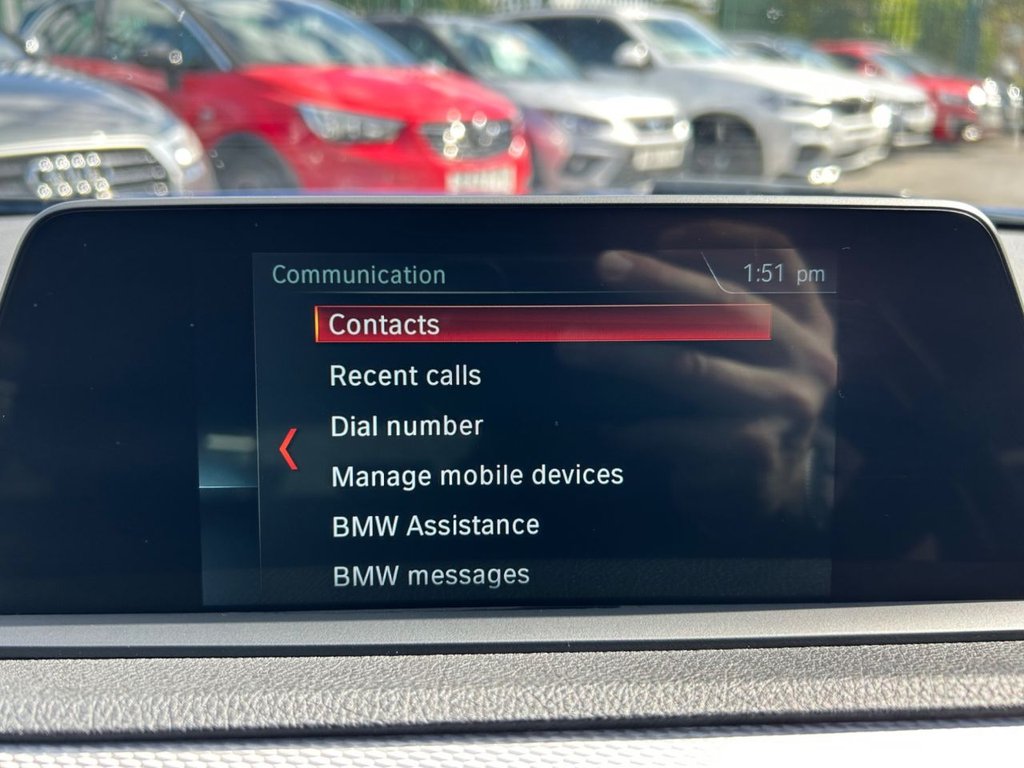 Communication
1:51 pm
Contacts
Recent calls
Dial number
Manage mobile devices
BMW Assistance
BMW messages